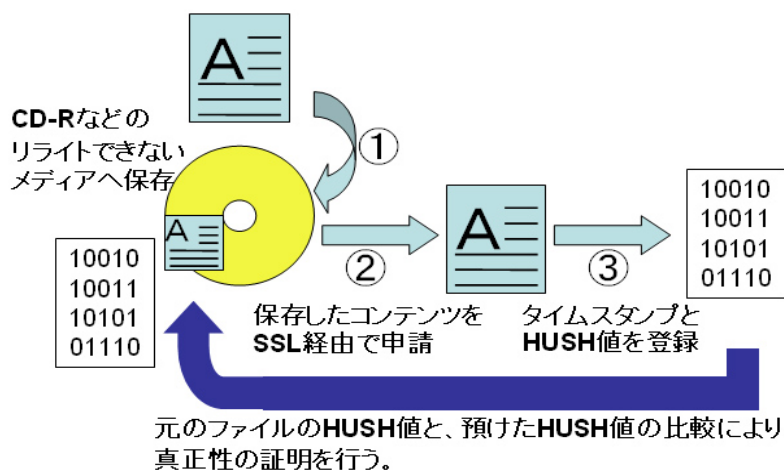 A
CD-Rなどの
リライトできない
メディアへ保存
①
A
10010
10011
10101
01110
②
A
③
10010
10011
10101
01110
保存したコンテンツを
SSL経由で申請
タイムスタンプと
HUSH値を登録
元のファイルのHUSH値と、預けたHUSH値の比較により
真正性の証明を行う。